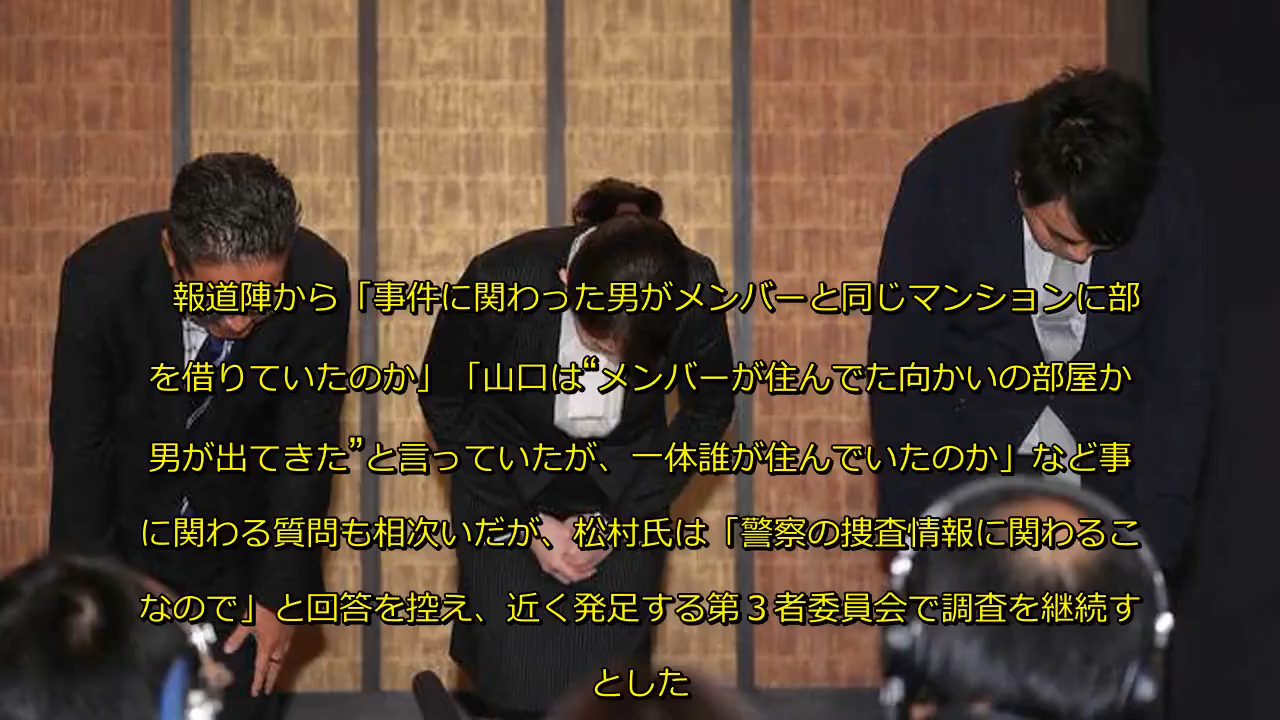 報道陣から「事件に関わった男がメンバーと同じマンションに部
を借りていたのか」「山口は“メンバーが住んでた向かいの部屋か
男が出てきた”と言っていたが、一体誰が住んでいたのか」など事
に関わる質問も相次いだが、松村氏は「警察の捜査情報に関わるこ
なので」と回答を控え、近く発足する第３者委員会で調査を継続す
とした